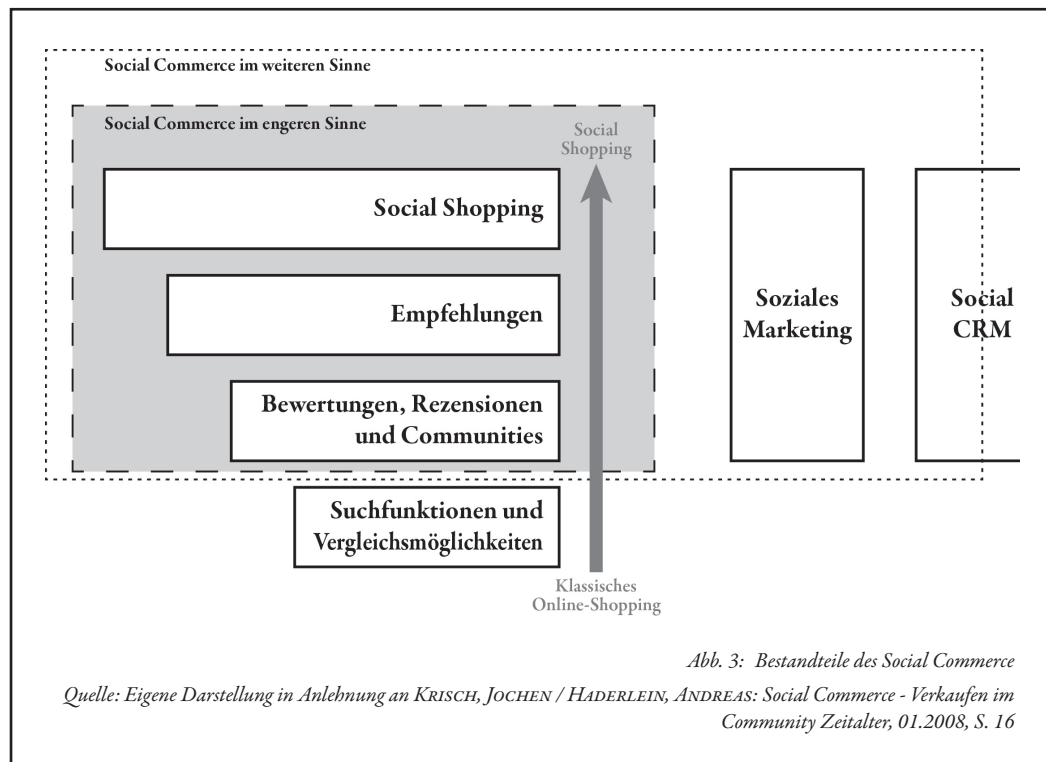 Social Commerce im weiteren Sinne
Social Commerce im engeren Sinne
Social
Shopping
Social Shopping
Empfehlungen
Bewertungen, Rezensionen
und Communities
Suchfunktionen und
Vergleichsmöglichkeiten
Klassisches
Online-Shopping
Soziales
Marketing
Social
CRM
Abb. 3: Bestandteile des Social Commerce
Quelle: Eigene Darstellung in Anlehnung an KRISCH, JOCHEN / HADERLEIN, ANDREAS: Social Commerce - Verkaufen im
Community Zeitalter, 01.2008, S. 16